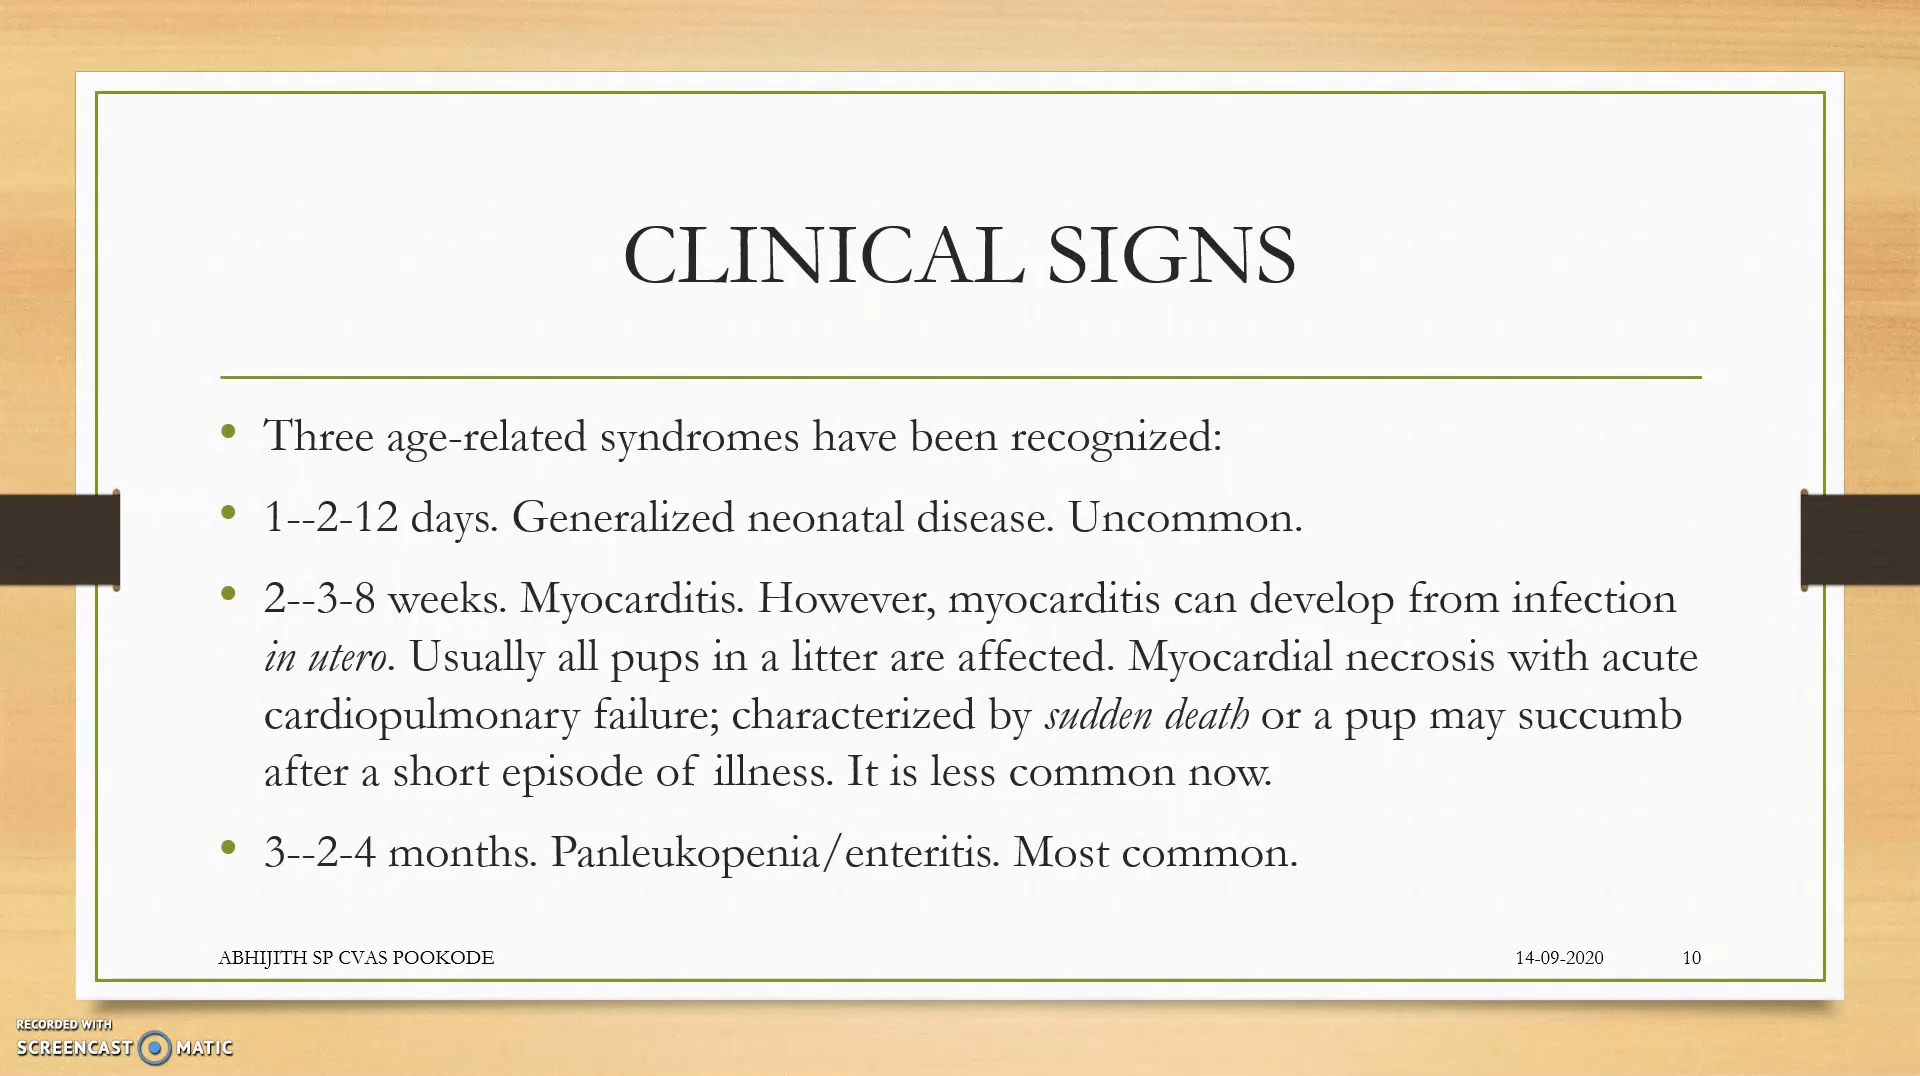 CLINICAL SIGNS
• Three age-related syndromes have been recognized:
• 1--2-12 days. Generalized neonatal disease. Uncommon.
• 2--3-8 weeks. Myocarditis. However, myocarditis can develop from infection
in utero. Usually all pups in a litter are affected. Myocardial necrosis with acute
cardiopulmonary failure; characterized by sudden death or a pup may succumb
after a short episode of illness. It is less common now.
• 3--2-4 months. Panleukopenia/enteritis. Most common.
ABHIJITH SP CVAS POOKODE 14-09-2020 10
RECORDED WITH
SCREENCAST MATIC